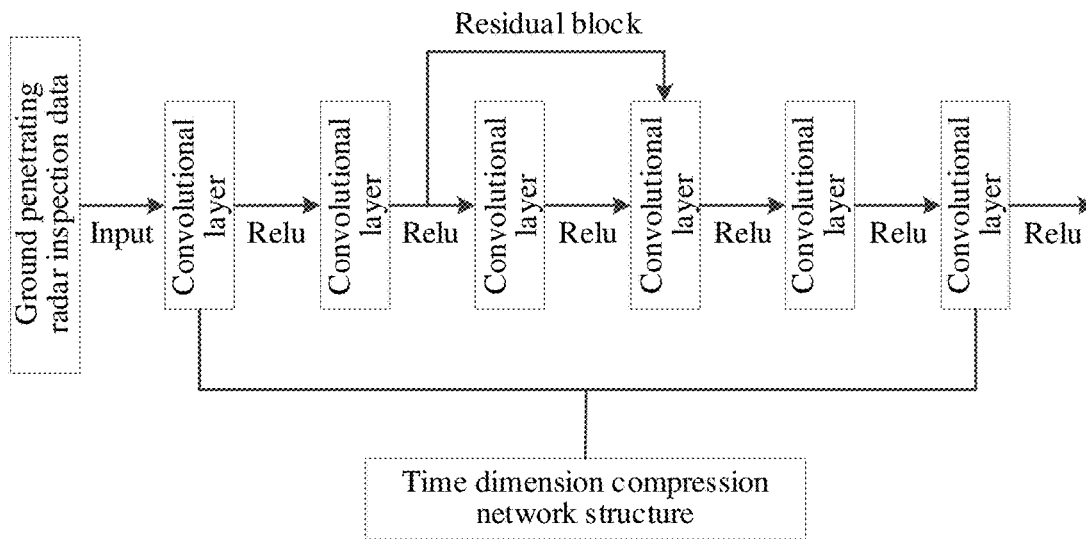 Residual block
Ground penetrating
radar inspection data
Input
Convolutional
layer
Relu
Convolutional
layer
Relu
Convolutional
layer
Relu
Convolutional
layer
Relu
Convolutional
layer
Relu
Convolutional
layer
Relu
Time dimension compression
network structure